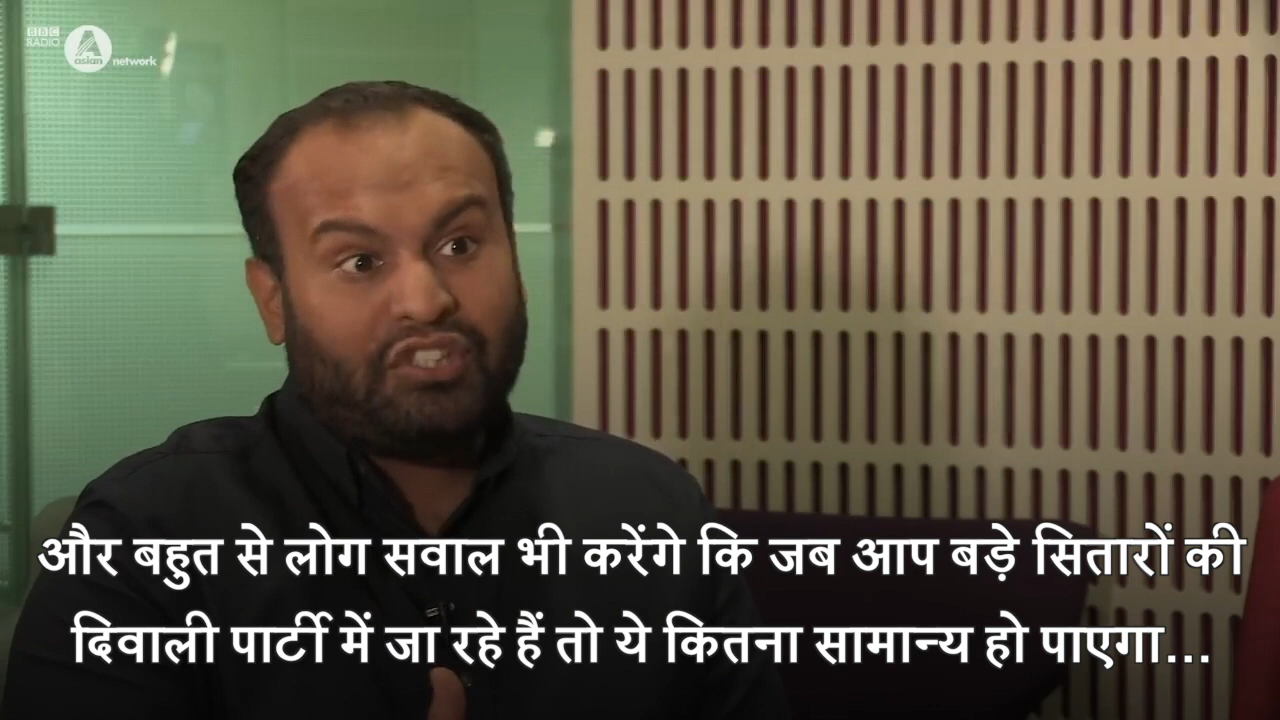 BBC
RADIO
asian network
और बहुत से लोग सवाल भी करेंगे कि जब आप बड़े सितारों की
दिवाली पार्टी में जा रहे हैं तो ये कितना सामान्य हो पाएगा...